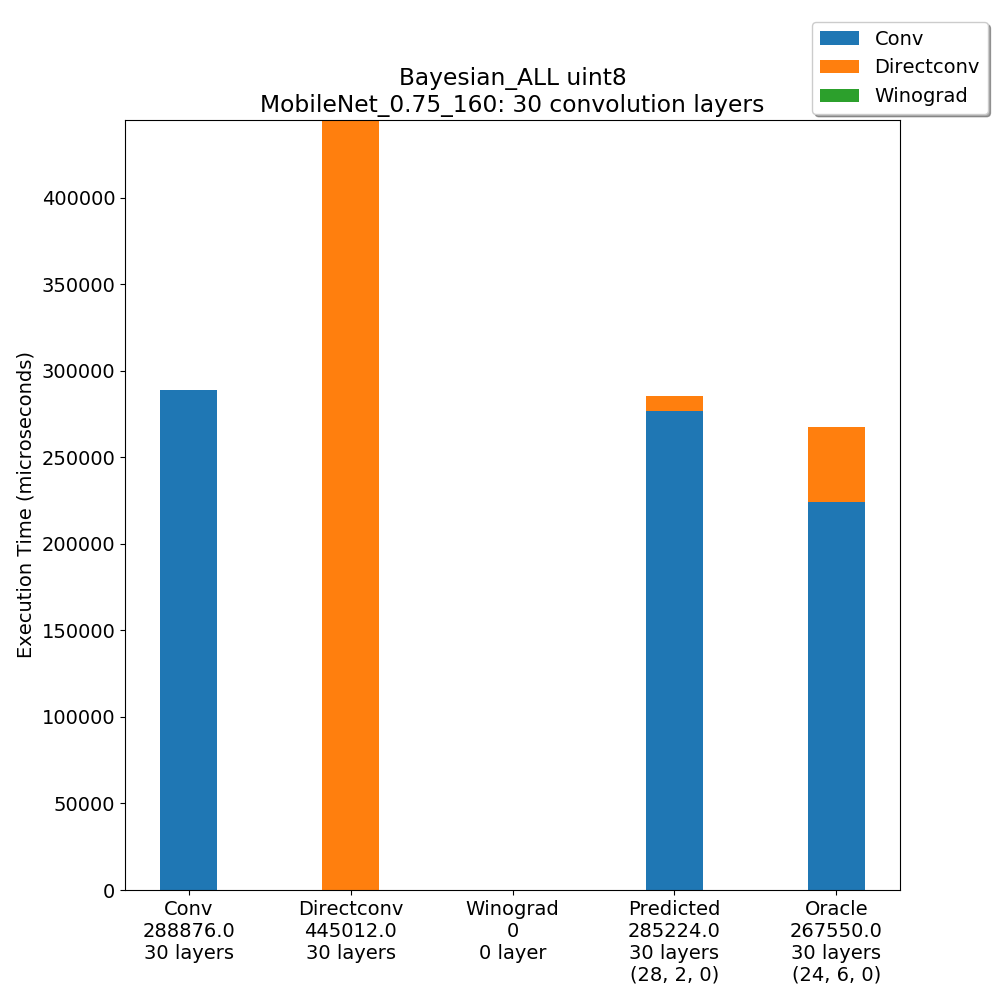 Conv
Directconv
Winograd
Bayesian_ALL uint8
MobileNet_0.75_160: 30 convolution layers
Execution Time (microseconds)
400000
350000
300000
250000
200000
150000
100000
50000
0
Conv
288876.0
30 layers
Directconv
445012.0
30 layers
Winograd
0
0 layer
Predicted
285224.0
30 layers
(28, 2, 0)
Oracle
267550.0
30 layers
(24, 6, 0)